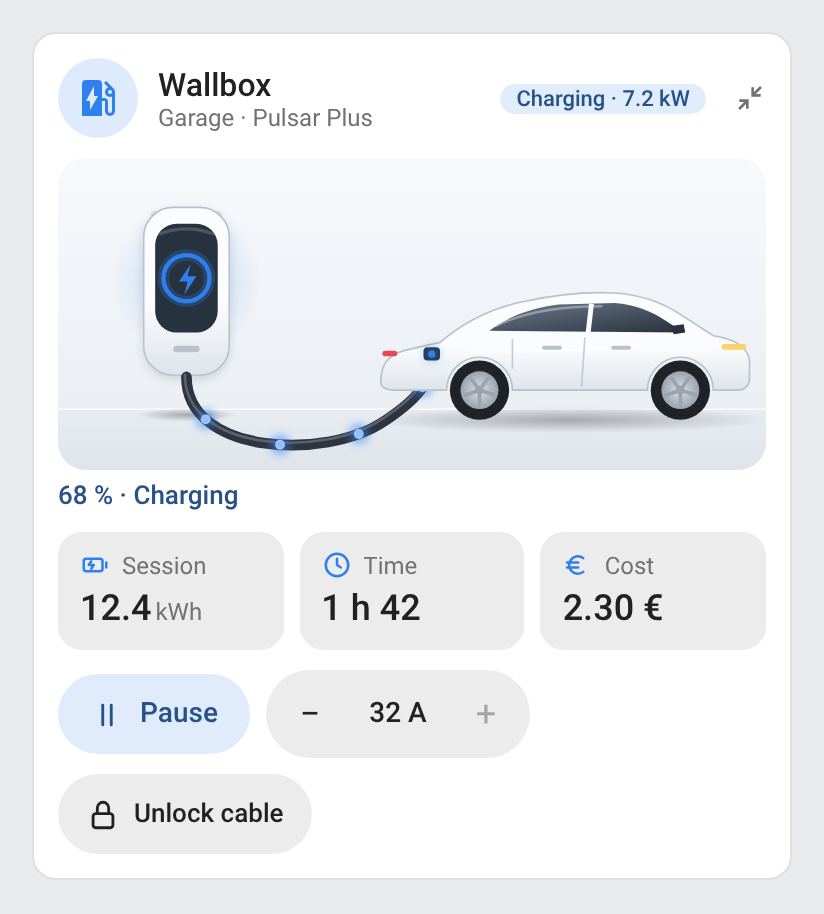 Wallbox
Garage · Pulsar Plus
Charging · 7.2 kW
68 % · Charging
Session
12.4 kWh
Time
1 h 42
Cost
2.30 €
Pause
− 32 A +
Unlock cable